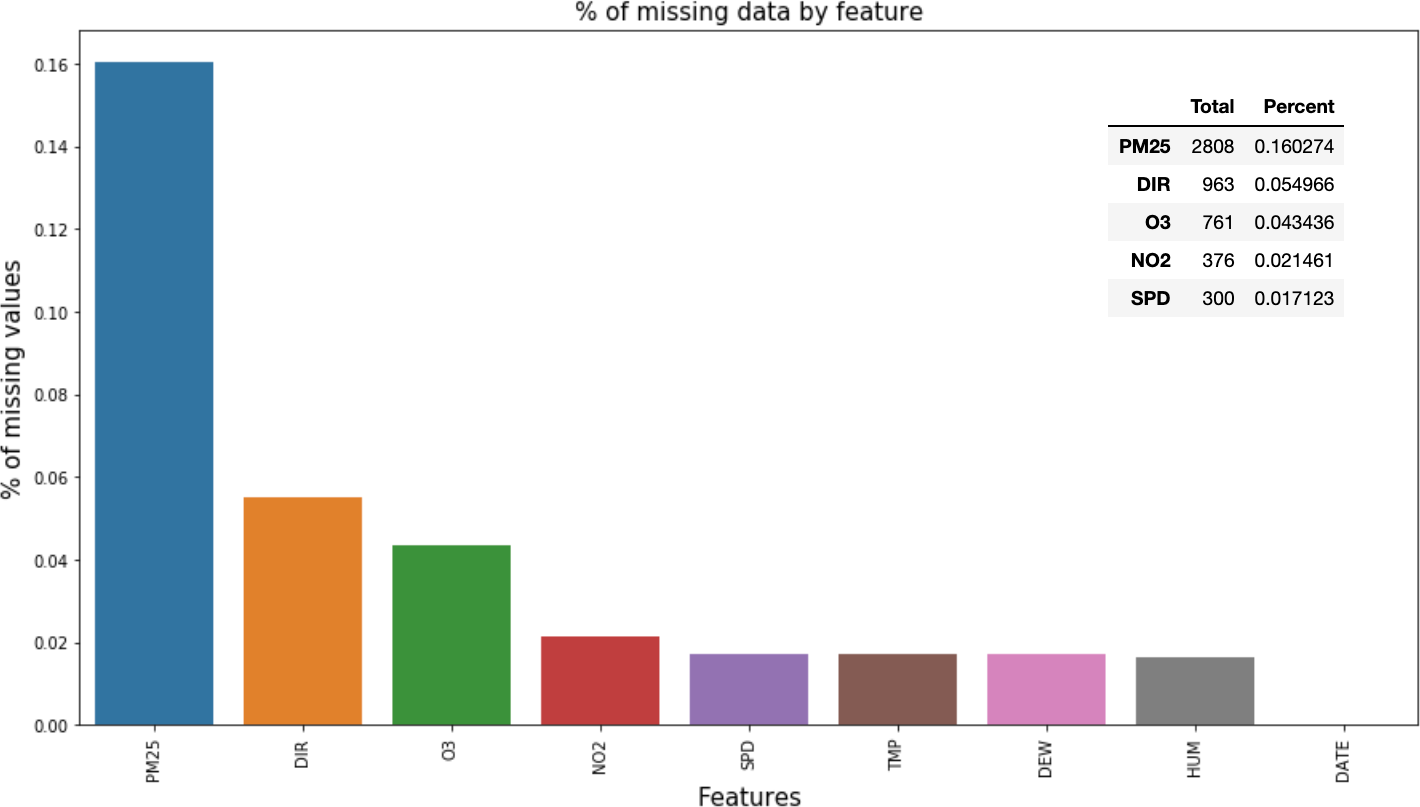 % of missing data by feature
% of missing values
0.16
0.14
0.12
0.10
0.08
0.06
0.04
0.02
0.00
Total Percent
PM25 2808 0.160274
DIR 963 0.054966
O3 761 0.043436
NO2 376 0.021461
SPD 300 0.017123
PM25 DIR O3 NO2 SPD TMP DEW HUM DATE
Features